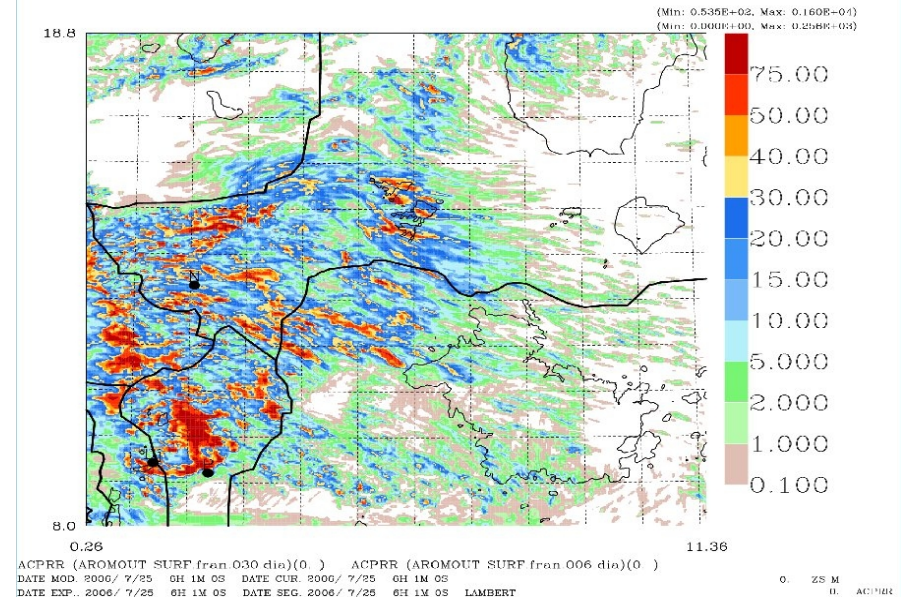 (Min: 0.535E+02, Max: 0.160E+04)
(Min: 0.000E+00, Max: 0.256E+03)
18.8
75.00
50.00
40.00
30.00
20.00
15.00
10.00
5.000
2.000
1.000
0.100
N
8.0
0.26 11.36
ACPRR (AROMOUT SURF.fran.030 dia)(0. ) ACPRR (AROMOUT SURF.fran.006 dia)(0. )
DATE MOD. 2006/ 7/25 6H 1M 0S DATE CUR. 2006/ 7/25 6H 1M 0S 0. ZS M
DATE EXP.. 2006/ 7/25 6H 1M 0S DATE SEG. 2006/ 7/25 6H 1M 0S LAMBERT 0. ACPRR